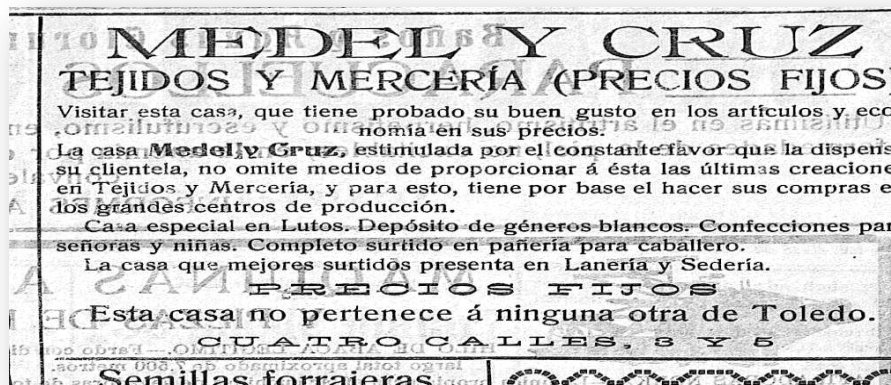 MEDEL Y CRUZ
TEJIDOS Y MERCERÍA (PRECIOS FIJOS
Visitar esta casa, que tiene probado su buen gusto en los artículos y eco
nomía en sus precios.
La casa Medel y Cruz, estimulada por el constante favor que la dispens
su clientela, no omite medios de proporcionar á ésta las últimas creacione
en Tejidos y Mercería, y para esto, tiene por base el hacer sus compras e
los grandes centros de producción.
Casa especial en Lutos. Depósito de géneros blancos. Confecciones par
señoras y niñas. Completo surtido en pañería para caballero.
La casa que mejores surtidos presenta en Lanería y Sedería.
PRECIOS FIJOS
Esta casa no pertenece á ninguna otra de Toledo.
CUATRO CALLES, 3 Y 5
Semillas forrajeras